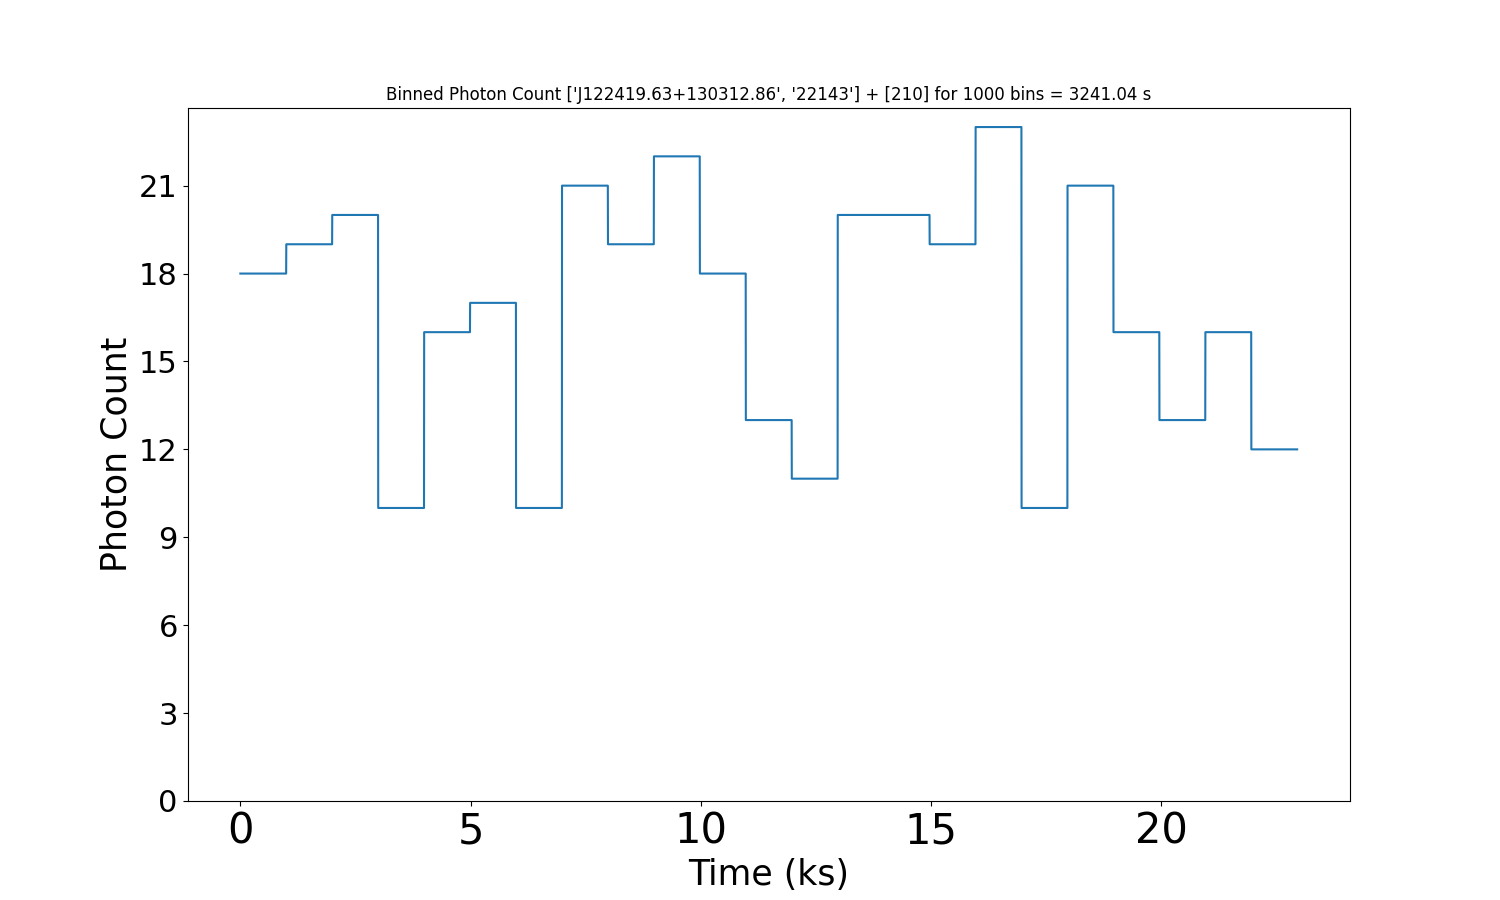 Binned Photon Count ['J122419.63+130312.86', '22143'] + [210] for 1000 bins = 3241.04 s
Photon Count
21
18
15
12
9
6
3
0
0 5 10 15 20
Time (ks)